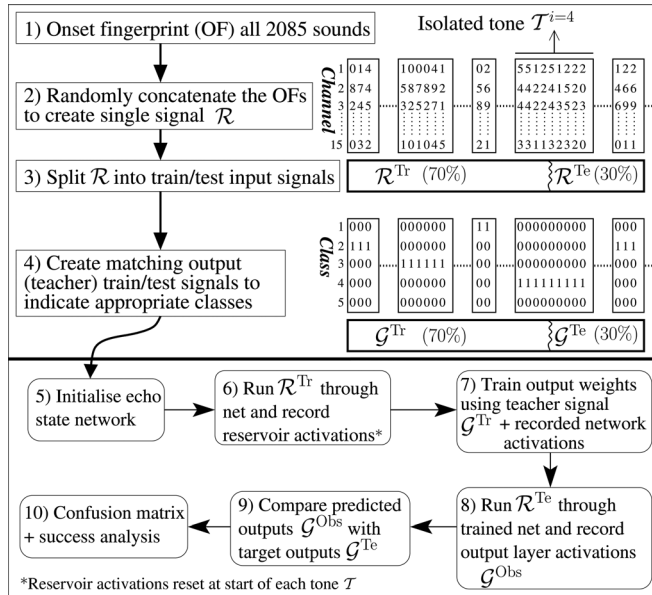 1) Onset fingerprint (OF) all 2085 sounds
2) Randomly concatenate the OFs
to create single signal ℛ
3) Split ℛ into train/test input signals
4) Create matching output
(teacher) train/test signals to
indicate appropriate classes
Isolated tone 𝒯^{i=4}
Channel
1 014 100041 02 551251222 122
2 874 587892 56 442241520 466
3 245 325271 89 442243523 699
15 032 101045 21 331132320 011
ℛ^{Tr} (70%) ℛ^{Te} (30%)
Class
1 000 000000 11 000000000 000
2 111 000000 00 000000000 111
3 000 111111 00 000000000 000
4 000 000000 00 111111111 000
5 000 000000 00 000000000 000
𝒢^{Tr} (70%) 𝒢^{Te} (30%)
5) Initialise echo
state network
6) Run ℛ^{Tr} through
net and record
reservoir activations*
7) Train output weights
using teacher signal
𝒢^{Tr} + recorded network
activations
8) Run ℛ^{Te} through
trained net and record
output layer activations
𝒢^{Obs}
9) Compare predicted
outputs 𝒢^{Obs} with
target outputs 𝒢^{Te}
10) Confusion matrix
+ success analysis
*Reservoir activations reset at start of each tone 𝒯